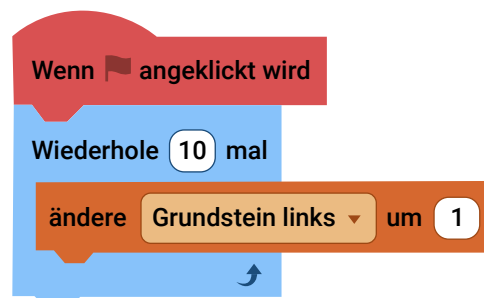 Wenn angeklickt wird
Wiederhole 10 mal
ändere Grundstein links um 1